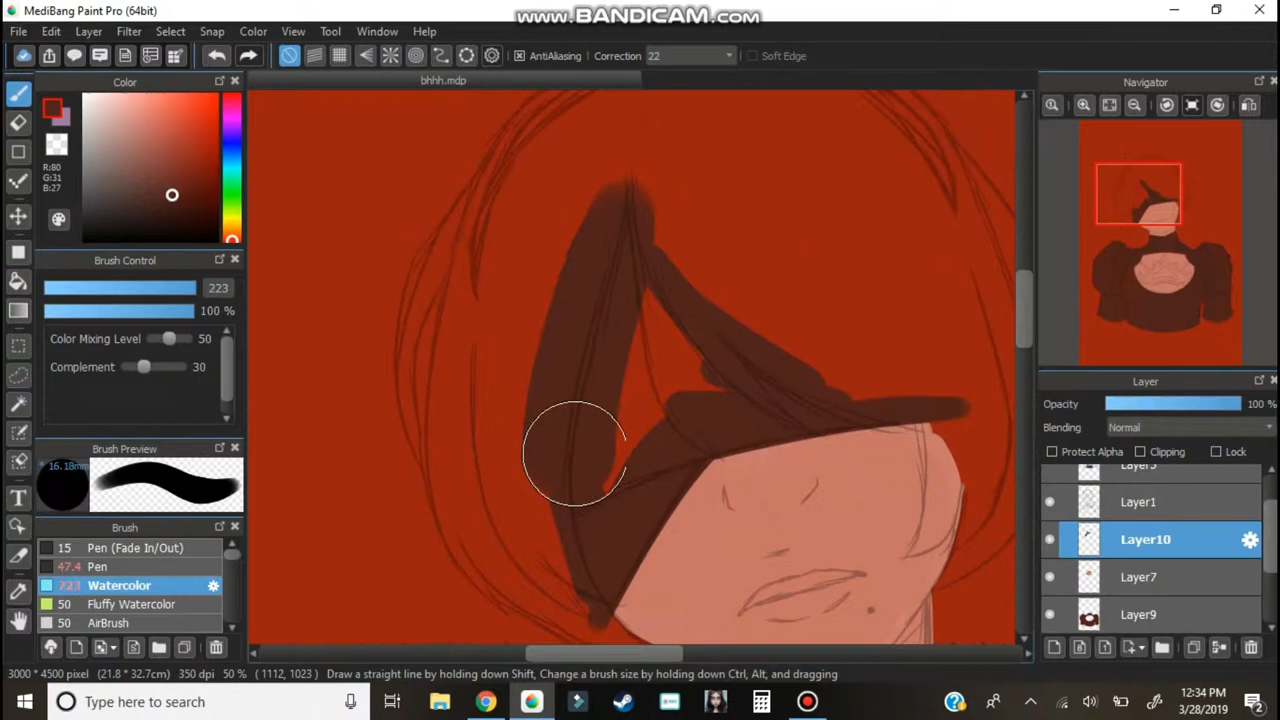 MediBang Paint Pro (64bit)
www.BANDICAM.com
File Edit Layer Filter Select Snap Color View Tool Window Help
AntiAliasing Correction 22 Soft Edge
Color
bhhh.mdp
Navigator
R:80
G:31
B:27
Brush Control
223
100 %
Color Mixing Level 50
Complement 30
Brush Preview
* 16.18mm
Brush
15 Pen (Fade In/Out)
47.4 Pen
223 Watercolor
50 Fluffy Watercolor
50 AirBrush
Layer
Opacity 100 %
Blending Normal
Protect Alpha Clipping Lock
Layer5
Layer1
Layer10
Layer7
Layer9
3000 * 4500 pixel (21.8 * 32.7cm) 350 dpi 50 % ( 1112, 1023 ) Draw a straight line by holding down Shift, Change a brush size by holding down Ctrl, Alt, and dragging
Type here to search
12:34 PM
3/28/2019